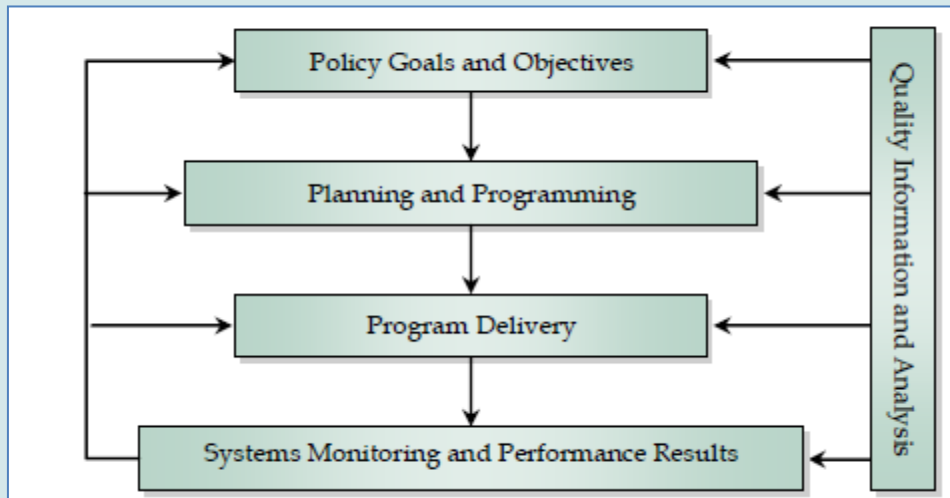 Policy Goals and Objectives
Planning and Programming
Program Delivery
Systems Monitoring and Performance Results
Quality Information and Analysis